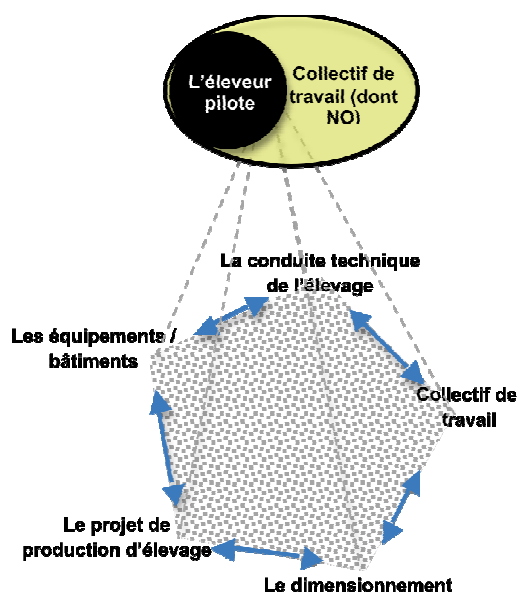 L'éleveur
pilote
Collectif de
travail (dont
NO)
La conduite technique
de l'élevage
Les équipements /
bâtiments
Collectif de
travail
Le projet de
production d'élevage
Le dimensionnement